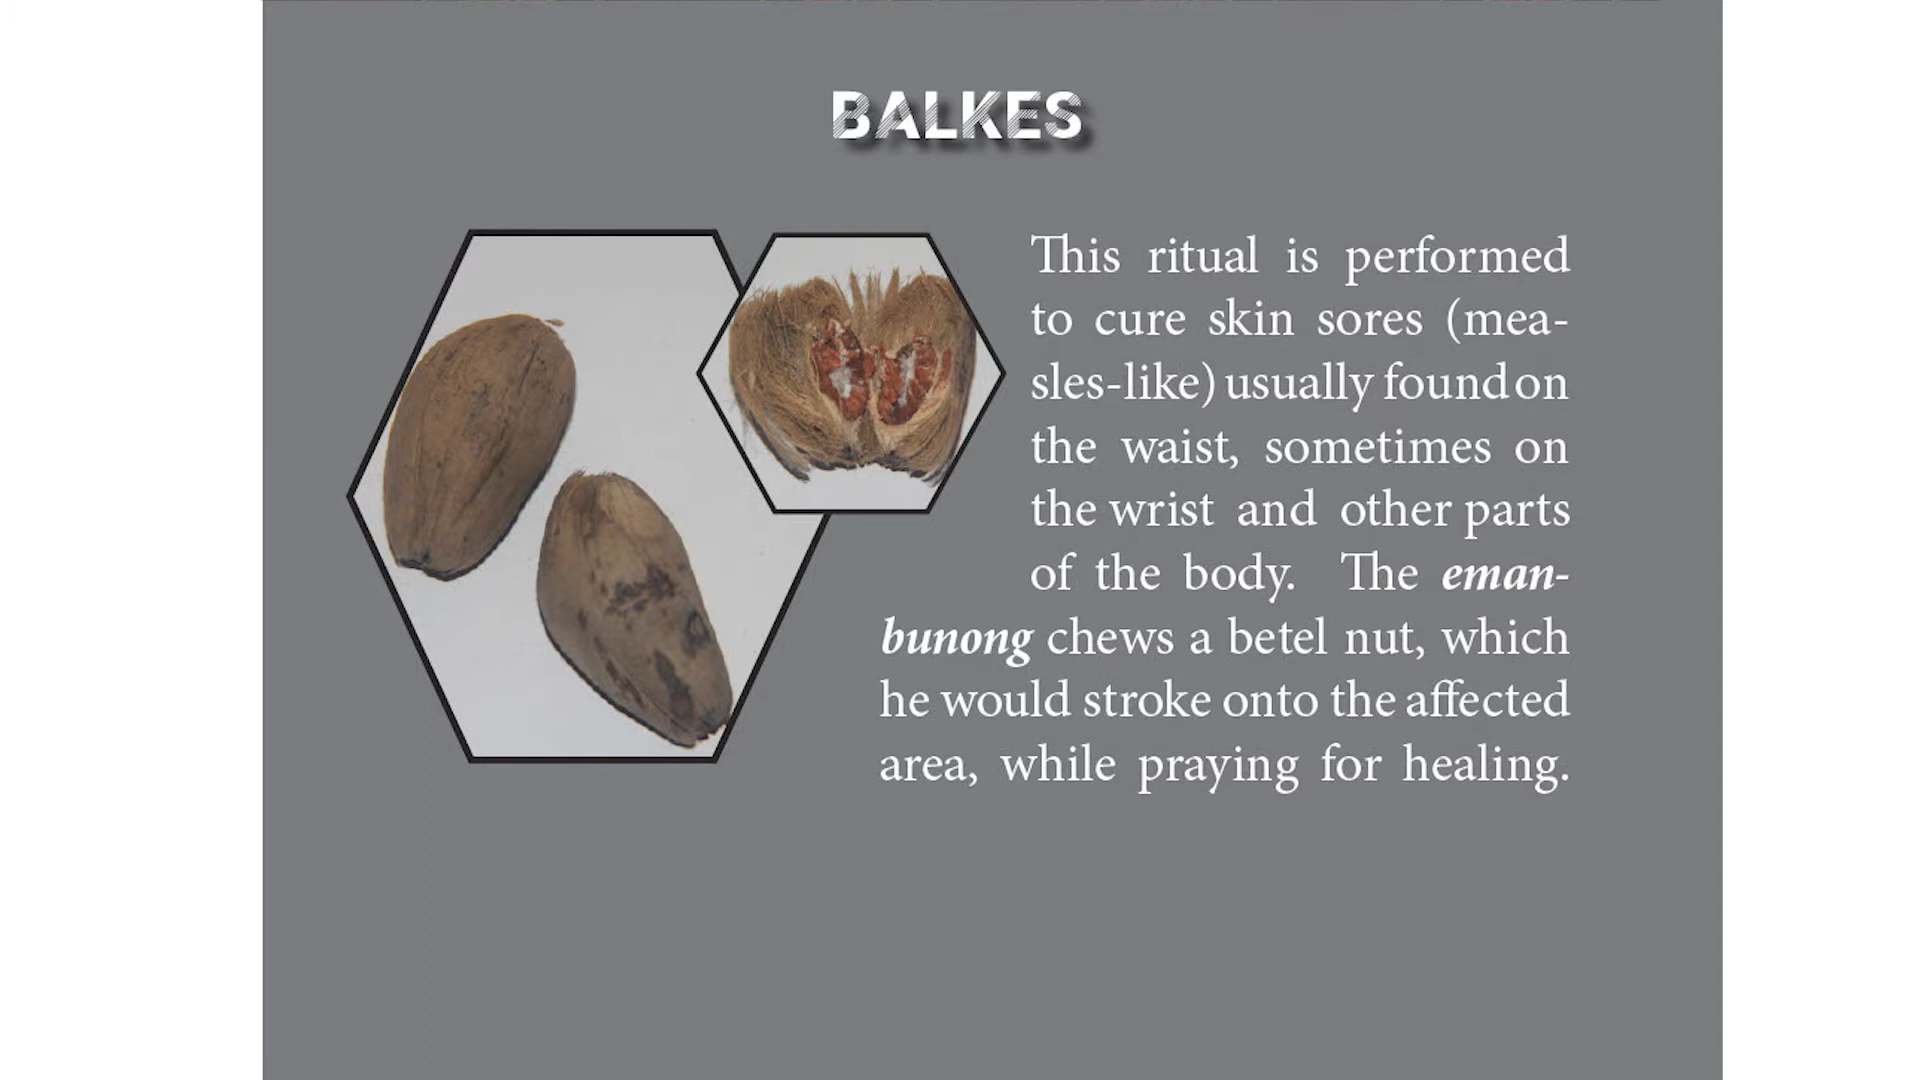 BALKES
This ritual is performed
to cure skin sores (mea-
sles-like) usually found on
the waist, sometimes on
the wrist and other parts
of the body. The eman-
bunong chews a betel nut, which
he would stroke onto the affected
area, while praying for healing.